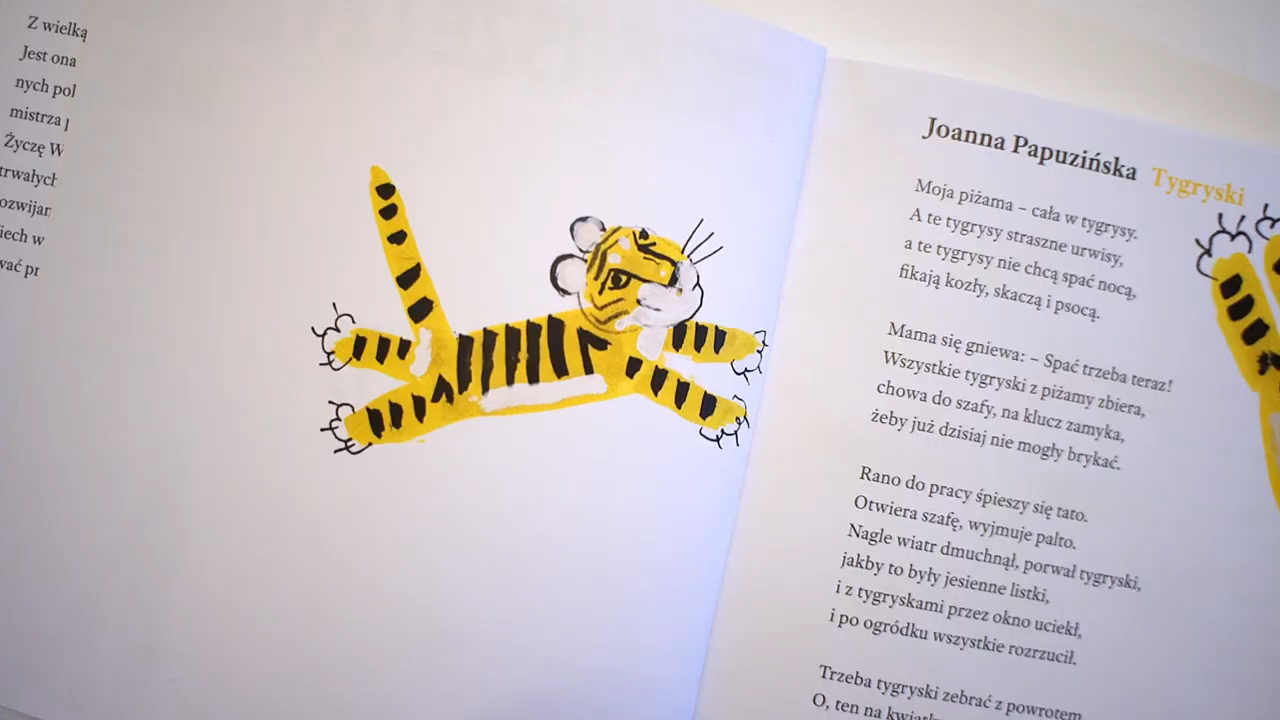 Z wielką
Jest ona
nych pol
mistrza
Życzę W
trwałych
ozwijan
iech w
wać pr
Joanna Papuzińska Tygryski
Moja piżama – cała w tygrysy.
A te tygrysy straszne urwisy,
a te tygrysy nie chcą spać nocą,
fikają kozły, skaczą i psocą.
Mama się gniewa: – Spać trzeba teraz!
Wszystkie tygryski z piżamy zbiera,
chowa do szafy, na klucz zamyka,
żeby już dzisiaj nie mogły brykać.
Rano do pracy śpieszy się tato.
Otwiera szafę, wyjmuje palto.
Nagle wiatr dmuchnął, porwał tygryski,
jakby to były jesienne listki,
i z tygryskami przez okno uciekł,
i po ogródku wszystkie rozrzucił.
Trzeba tygryski zebrać z powrotem
O, ten na